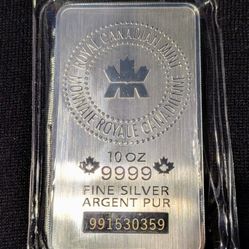 ROYAL CANADIAN MINT
MONNAIE ROYALE CANADIENNE
10 OZ
9999
FINE SILVER
ARGENT PUR
991530359